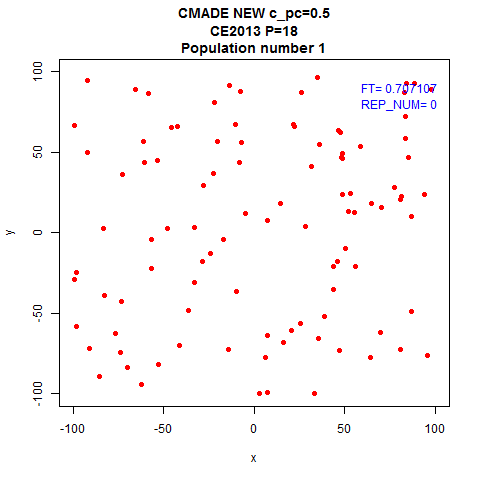 CMADE NEW c_pc=0.5
CE2013 P=18
Population number 1
FT= 0.707107
REP_NUM= 0
100
50
0
-50
-100
y
-100 -50 0 50 100
x